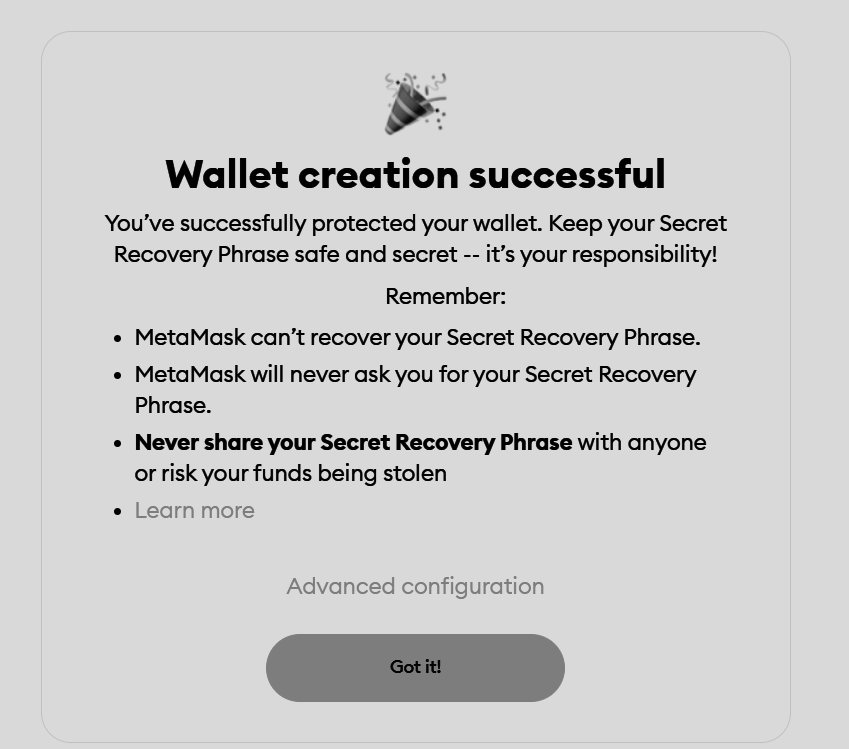 Wallet creation successful
You’ve successfully protected your wallet. Keep your Secret
Recovery Phrase safe and secret -- it’s your responsibility!
Remember:
• MetaMask can’t recover your Secret Recovery Phrase.
• MetaMask will never ask you for your Secret Recovery
Phrase.
• Never share your Secret Recovery Phrase with anyone
or risk your funds being stolen
• Learn more
Advanced configuration
Got it!